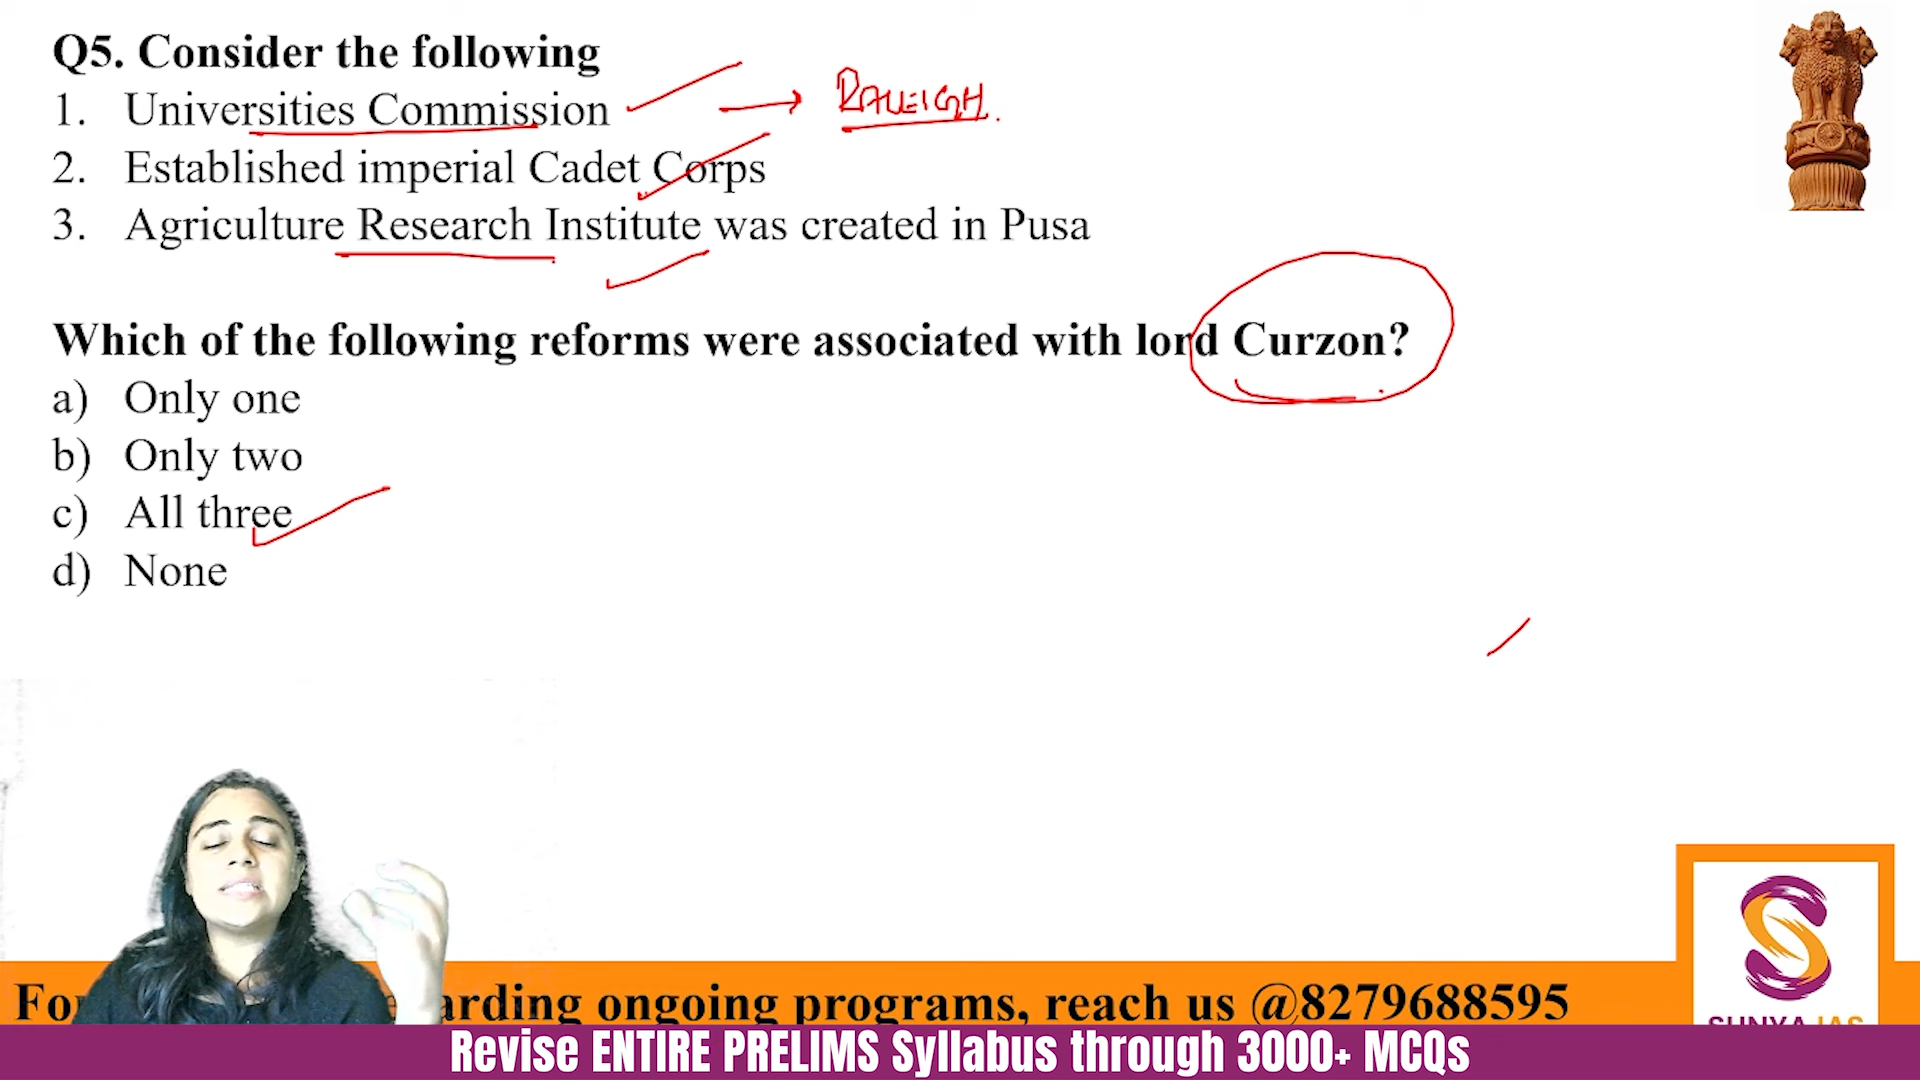 Q5. Consider the following
1. Universities Commission → RALEIGH.
2. Established imperial Cadet Corps
3. Agriculture Research Institute was created in Pusa
Which of the following reforms were associated with lord Curzon?
a) Only one
b) Only two
c) All three
d) None
ongoing programs, reach us @8279688595
Revise ENTIRE PRELIMS Syllabus through 3000+ MCQs